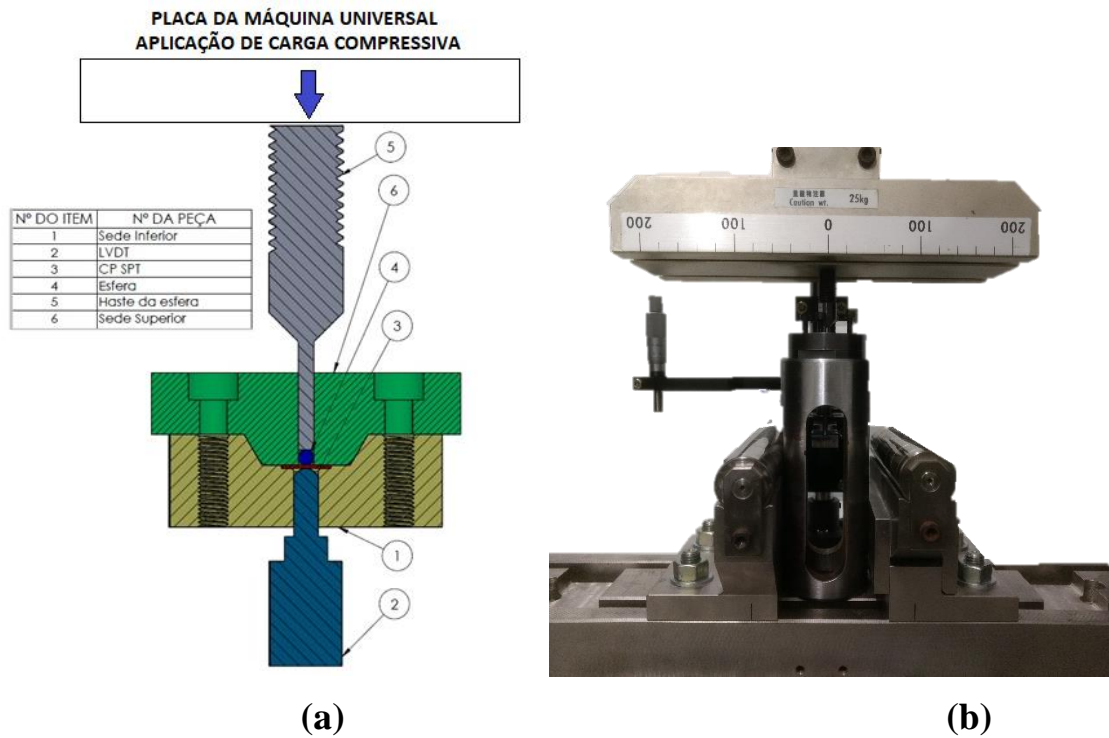 PLACA DA MÁQUINA UNIVERSAL
APLICAÇÃO DE CARGA COMPRESSIVA
5
6
Nº DO ITEM Nº DA PEÇA
1 Sede Inferior
2 LVDT
3 CP SPT
4 Esfera
5 Haste da esfera
6 Sede Superior
4
3
1
2
Caution wt. 25kg
200 100 0 100 200
(a) (b)